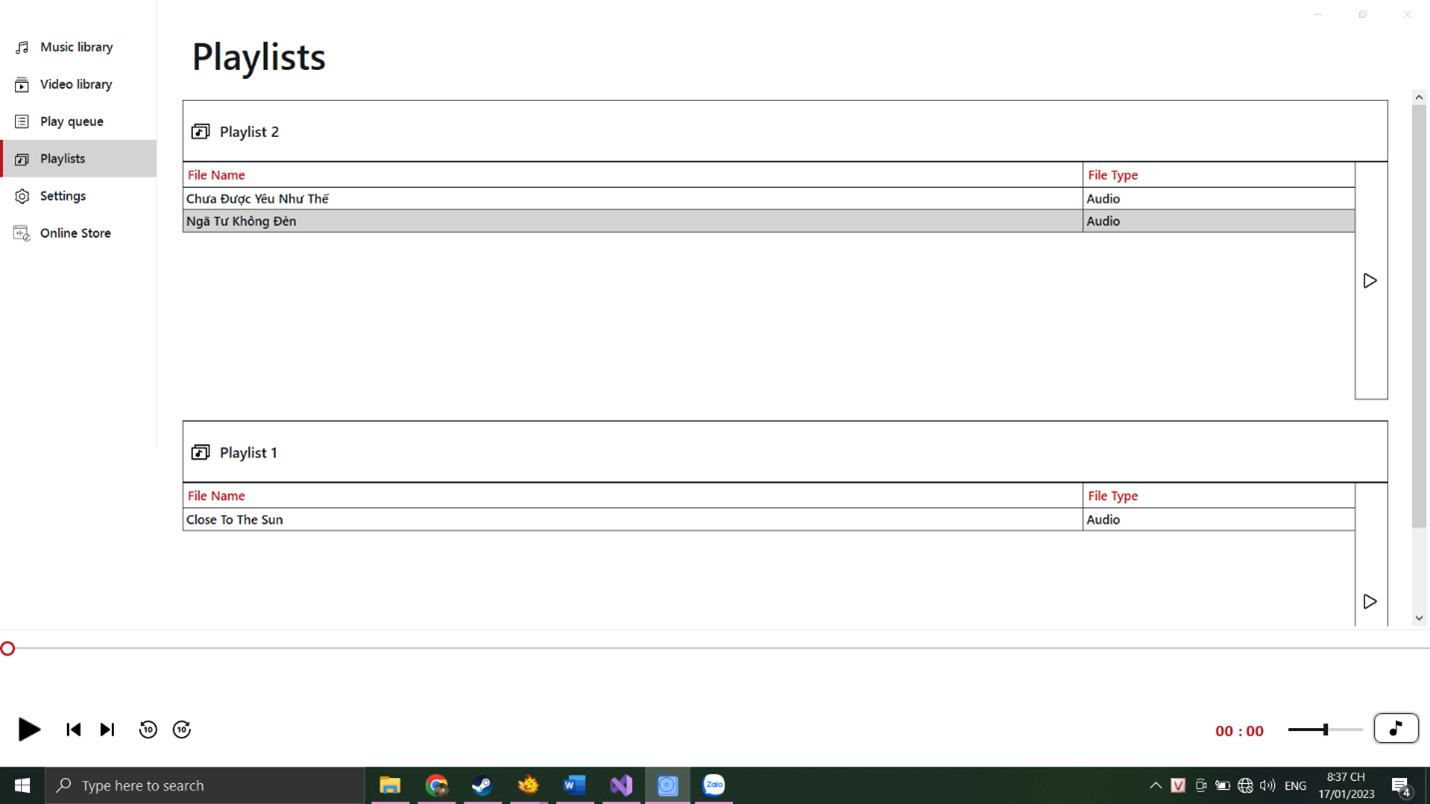 Music library
Video library
Play queue
Playlists
Settings
Online Store
Playlists
Playlist 2
File Name File Type
Chưa Được Yêu Như Thế Audio
Ngã Tư Không Đèn Audio
Playlist 1
File Name File Type
Close To The Sun Audio
10 10
00 : 00
Type here to search
W
Zalo
V
ENG
8:37 CH
17/01/2023
4